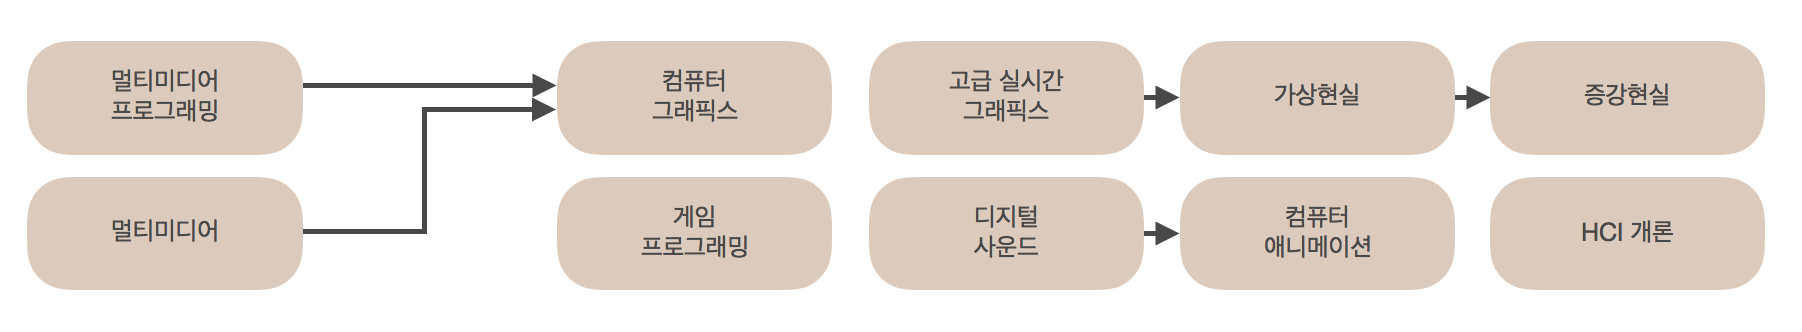 멀티미디어
프로그래밍
컴퓨터
그래픽스
고급 실시간
그래픽스
가상현실
증강현실
멀티미디어
게임
프로그래밍
디지털
사운드
컴퓨터
애니메이션
HCI 개론